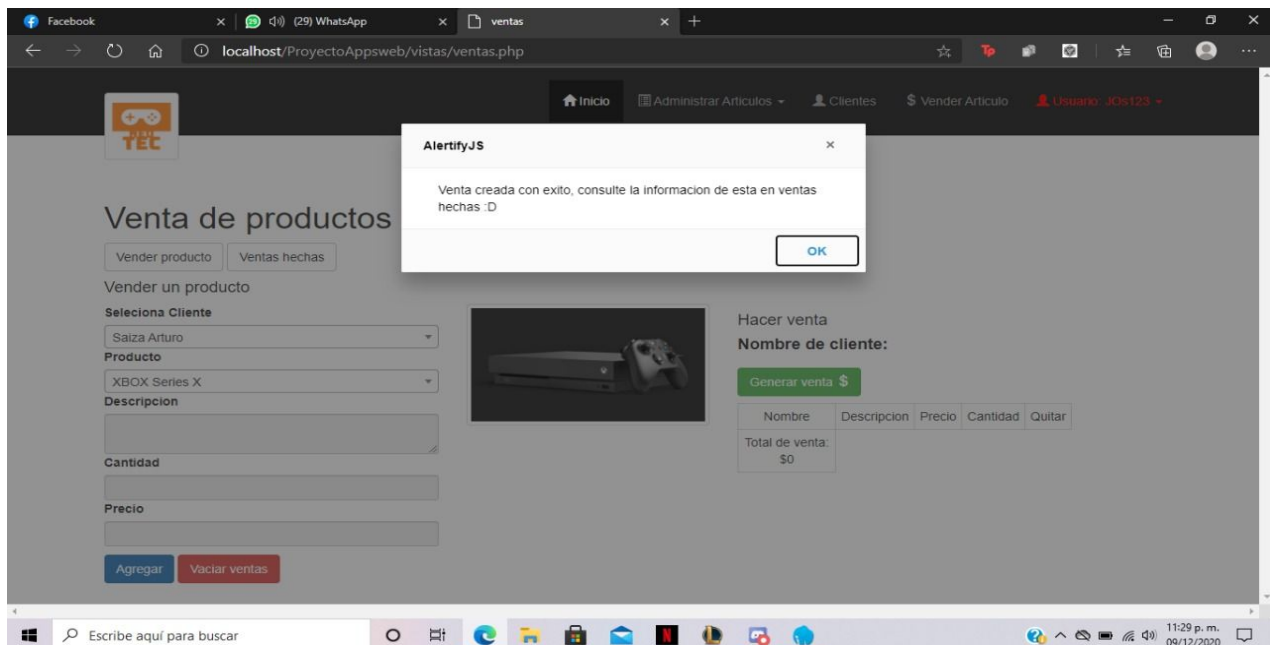 Facebook
(29) WhatsApp
ventas
localhost/ProyectoAppsweb/vistas/ventas.php
TEC
Inicio
Administrar Articulos
Clientes
$ Vender Articulo
Usuario: JOs123
AlertifyJS
Venta creada con exito, consulte la informacion de esta en ventas
hechas :D
OK
Venta de productos
Vender producto
Ventas hechas
Vender un producto
Seleciona Cliente
Saiza Arturo
Producto
XBOX Series X
Descripcion
Cantidad
Precio
Agregar
Vaciar ventas
Hacer venta
Nombre de cliente:
Generar venta $
Nombre Descripcion Precio Cantidad Quitar
Total de venta:
$0
Escribe aquí para buscar
11:29 p. m.
09/12/2020